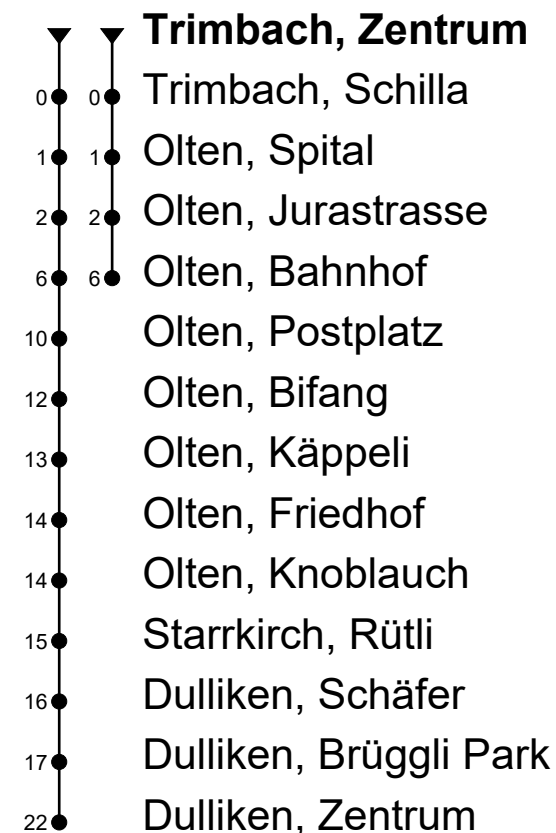 Trimbach, Zentrum
0 0 Trimbach, Schilla
1 1 Olten, Spital
2 2 Olten, Jurastrasse
6 6 Olten, Bahnhof
10 Olten, Postplatz
12 Olten, Bifang
13 Olten, Käppeli
14 Olten, Friedhof
14 Olten, Knoblauch
15 Starrkirch, Rütli
16 Dulliken, Schäfer
17 Dulliken, Brüggli Park
22 Dulliken, Zentrum